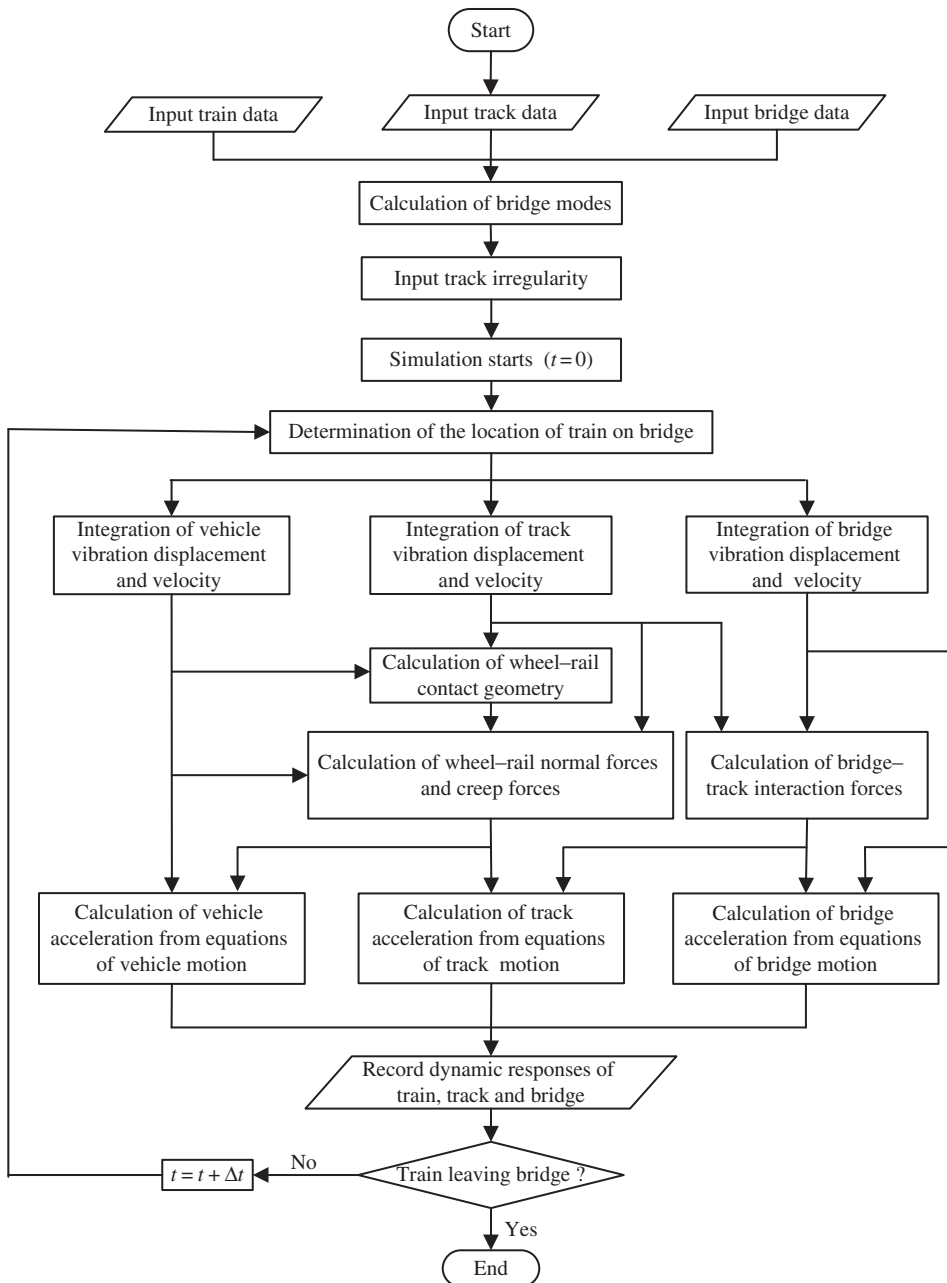 Start
Input train data
Input track data
Input bridge data
Calculation of bridge modes
Input track irregularity
Simulation starts (t = 0)
Determination of the location of train on bridge
Integration of vehicle
vibration displacement
and velocity
Integration of track
vibration displacement
and velocity
Integration of bridge
vibration displacement
and velocity
Calculation of wheel–rail
contact geometry
Calculation of wheel–rail normal forces
and creep forces
Calculation of bridge–
track interaction forces
Calculation of vehicle
acceleration from equations
of vehicle motion
Calculation of track
acceleration from equations
of track motion
Calculation of bridge
acceleration from equations
of bridge motion
Record dynamic responses of
train, track and bridge
Train leaving bridge ?
No
t = t + Δt
Yes
End